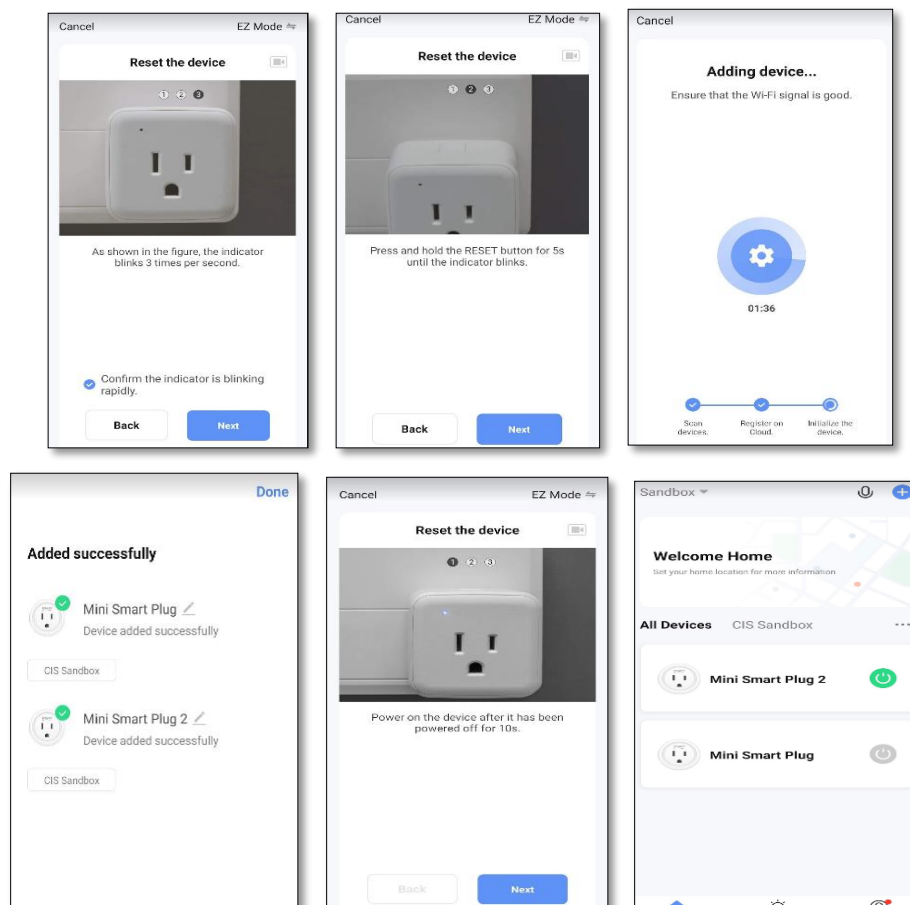 Cancel
EZ Mode
Reset the device
1 2 3
As shown in the figure, the indicator
blinks 3 times per second.
Confirm the indicator is blinking
rapidly.
Back
Next
Cancel
EZ Mode
Reset the device
1 2 3
Press and hold the RESET button for 5s
until the indicator blinks.
Back
Next
Cancel
Adding device...
Ensure that the Wi-Fi signal is good.
01:36
Scan
devices.
Register on
Cloud.
Initialize the
device.
Done
Added successfully
Mini Smart Plug
Device added successfully
CIS Sandbox
Mini Smart Plug 2
Device added successfully
CIS Sandbox
Cancel
EZ Mode
Reset the device
1 2 3
Power on the device after it has been
powered off for 10s.
Back
Next
Sandbox
Welcome Home
Set your home location for more information
All Devices
CIS Sandbox
Mini Smart Plug 2
Mini Smart Plug